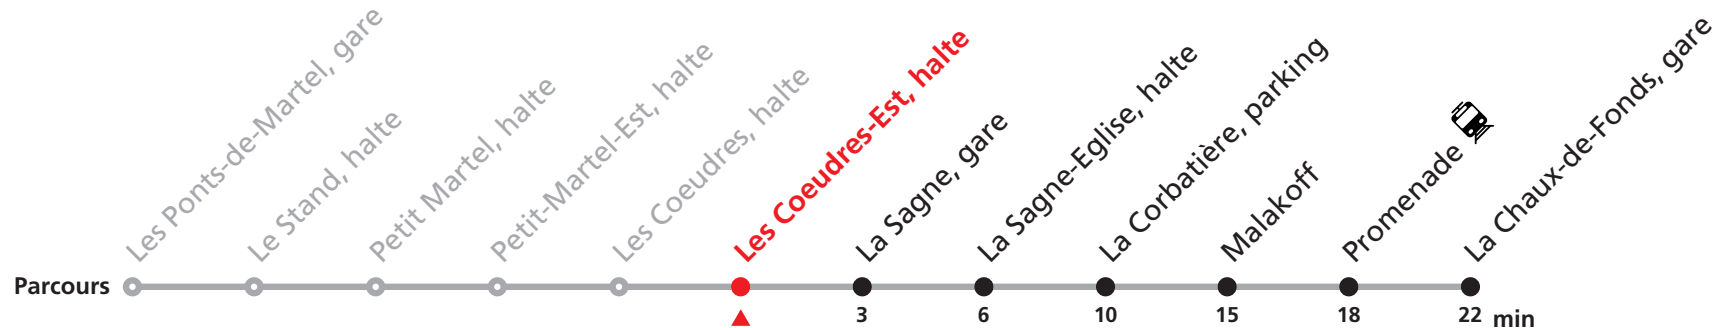 Les Ponts-de-Martel, gare
Le Stand, halte
Petit Martel, halte
Petit-Martel-Est, halte
Les Coeudres, halte
Les Coeudres-Est, halte
La Sagne, gare
La Sagne-Eglise, halte
La Corbatière, parking
Malakoff
Promenade
La Chaux-de-Fonds, gare
Parcours
3 6 10 15 18 22 min